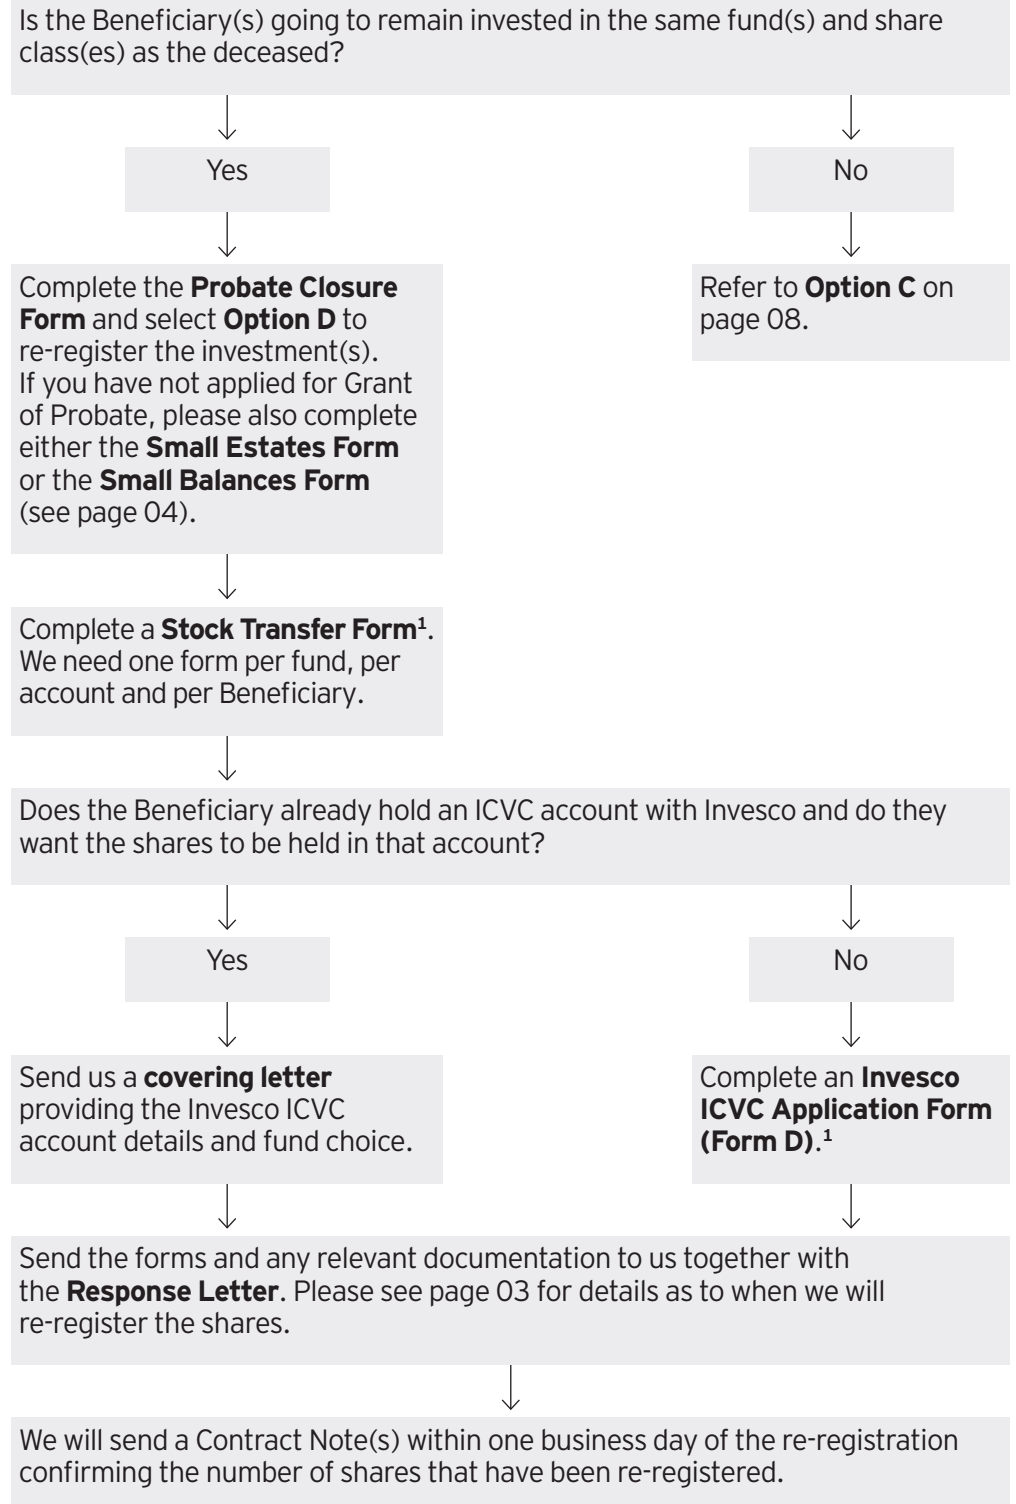 Is the Beneficiary(s) going to remain invested in the same fund(s) and share
class(es) as the deceased?
Yes
No
Complete the Probate Closure
Form and select Option D to
re-register the investment(s).
If you have not applied for Grant
of Probate, please also complete
either the Small Estates Form
or the Small Balances Form
(see page 04).
Refer to Option C on
page 08.
Complete a Stock Transfer Form¹.
We need one form per fund, per
account and per Beneficiary.
Does the Beneficiary already hold an ICVC account with Invesco and do they
want the shares to be held in that account?
Yes
No
Send us a covering letter
providing the Invesco ICVC
account details and fund choice.
Complete an Invesco
ICVC Application Form
(Form D).¹
Send the forms and any relevant documentation to us together with
the Response Letter. Please see page 03 for details as to when we will
re-register the shares.
We will send a Contract Note(s) within one business day of the re-registration
confirming the number of shares that have been re-registered.